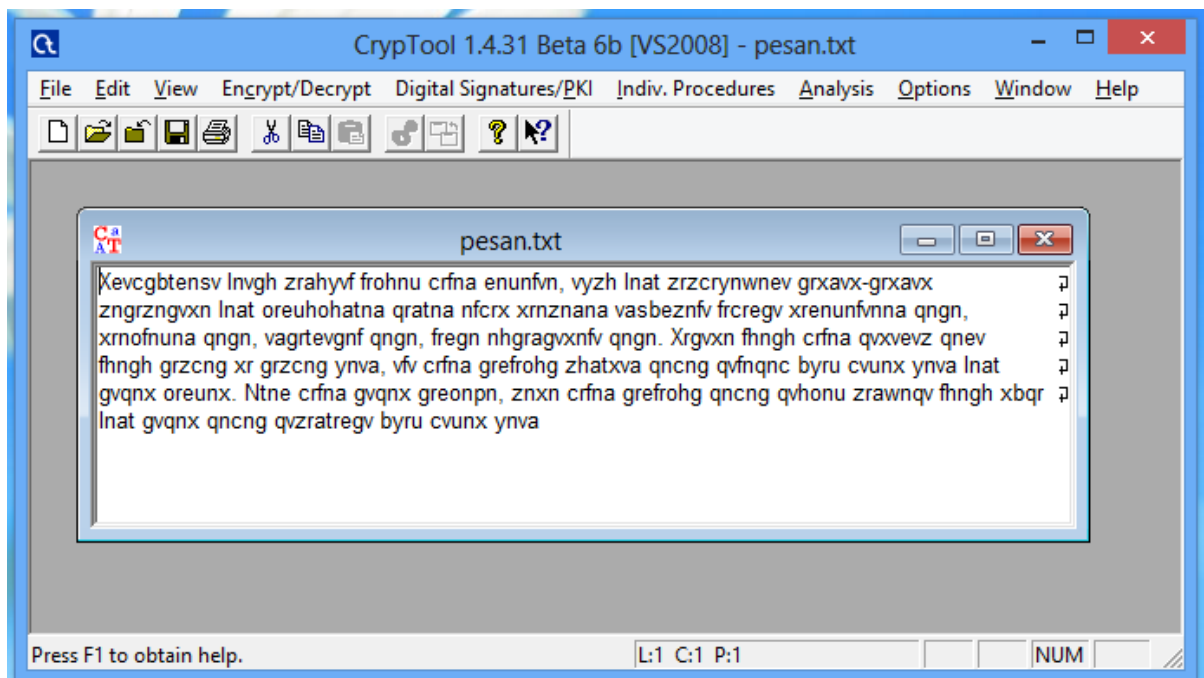 CrypTool 1.4.31 Beta 6b [VS2008] - pesan.txt
File Edit View Encrypt/Decrypt Digital Signatures/PKI Indiv. Procedures Analysis Options Window Help
pesan.txt
Xevcgbtensv lnvgh zrahyvf frohnu crfna enunfvn, vyzh lnat zrzcrynwnev grxavx-grxavx
zngrzngvxn lnat oreuhohatna qratna nfcrx xrnznana vasbeznfv frcregv xrenunfvnna qngn,
xrnofnuna qngn, vagrtevgnf qngn, fregn nhgragvxnfv qngn. Xrgvxn fhngh crfna qvxvevz qnev
fhngh grzcng xr grzcng ynva, vfv crfna grefrohg zhatxva qncng qvfnqnc byru cvunx ynva lnat
gvqnx oreunx. Ntne crfna gvqnx greonpn, znxn crfna grefrohg qncng qvhonu zrawnqv fhngh xbqr
lnat gvqnx qncng qvzratregv byru cvunx ynva
Press F1 to obtain help. L:1 C:1 P:1 NUM